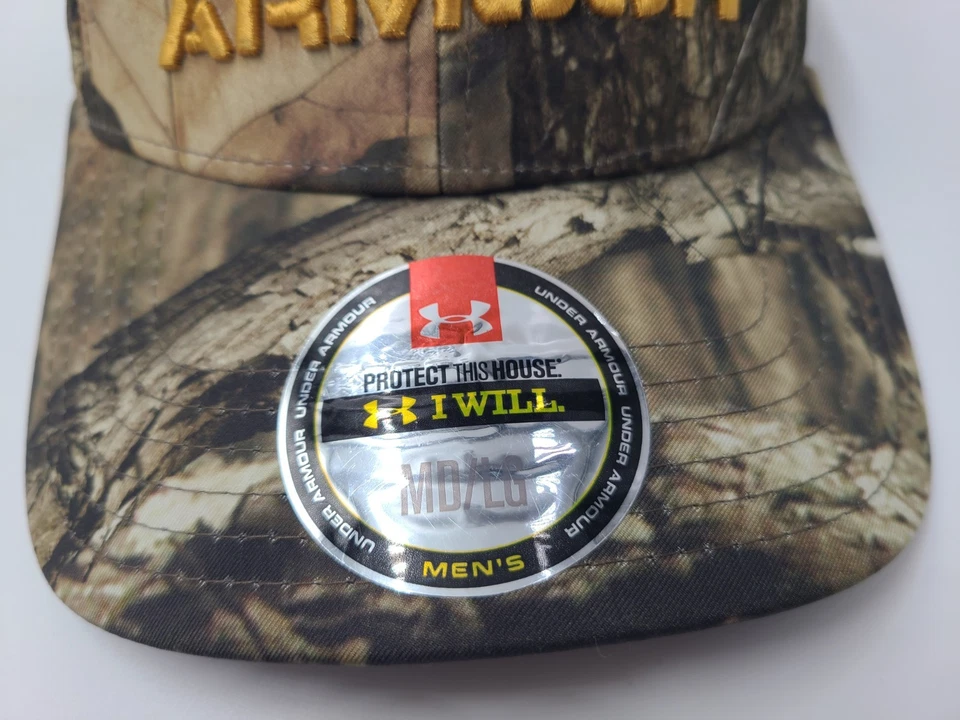 UNDER ARMOUR UNDER ARMOUR
UNDER ARMOUR UNDER ARMOUR
PROTECT THIS HOUSE:
I WILL.
MD/LG
MEN'S